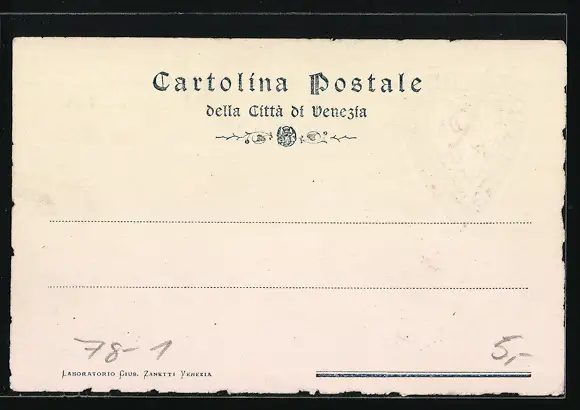 Cartolina Postale
della Città di Venezia
78-1
5,-
Laboratorio Gius. Zanetti Venezia